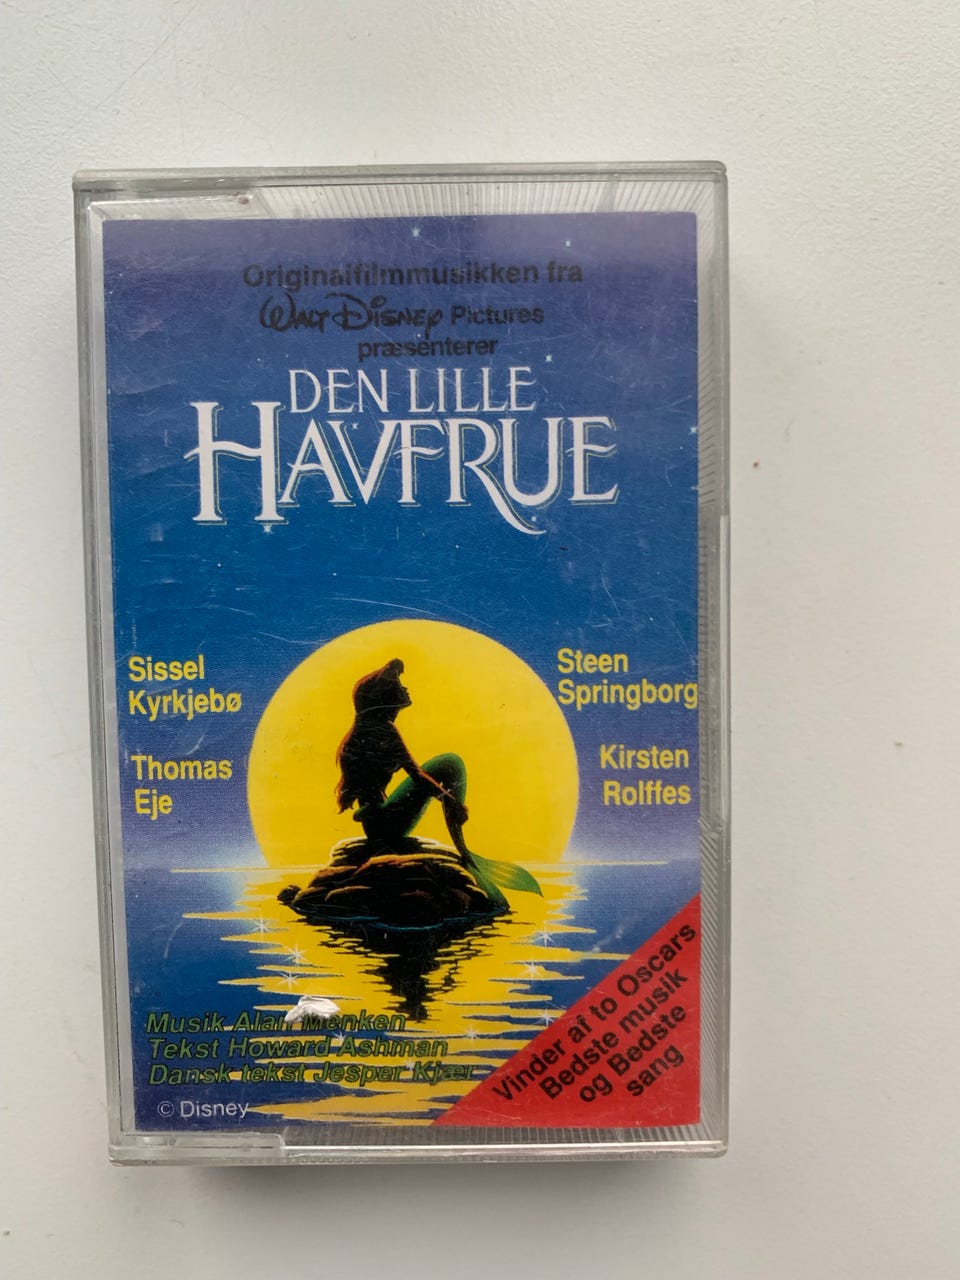 Originalfilmmusikken fra
Walt Disney Pictures
præsenterer
DEN LILLE
HAVFRUE
Sissel
Kyrkjebø
Thomas
Eje
Steen
Springborg
Kirsten
Rolffes
Musik Alan Menken
Tekst Howard Ashman
Dansk tekst Jesper Kjær
© Disney
Vinder af to Oscars
Bedste musik
og Bedste
sang